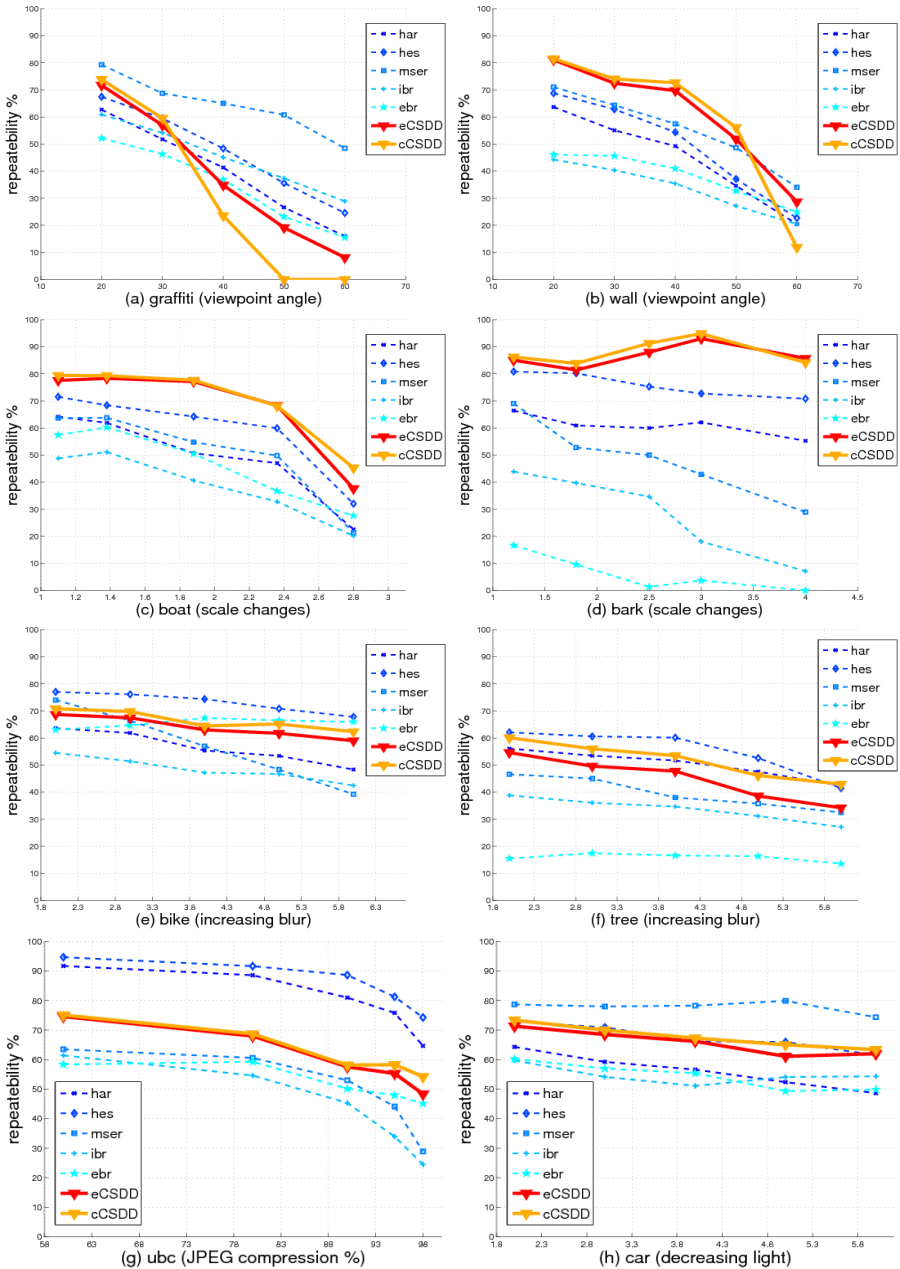 100
90
80
70
60
50
40
30
20
10
0
repeatebility %
har
hes
mser
ibr
ebr
eCSDD
cCSDD
10 20 30 40 50 60 70
(a) graffiti (viewpoint angle)
100
90
80
70
60
50
40
30
20
10
0
repeatebility %
har
hes
mser
ibr
ebr
eCSDD
cCSDD
10 20 30 40 50 60 70
(b) wall (viewpoint angle)
100
90
80
70
60
50
40
30
20
10
0
repeatebility %
har
hes
mser
ibr
ebr
eCSDD
cCSDD
1 1.2 1.4 1.6 1.8 2 2.2 2.4 2.6 2.8 3
(c) boat (scale changes)
100
90
80
70
60
50
40
30
20
10
0
repeatebility %
har
hes
mser
ibr
ebr
eCSDD
cCSDD
1 1.5 2 2.5 3 3.5 4 4.5
(d) bark (scale changes)
100
90
80
70
60
50
40
30
20
10
0
repeatebility %
har
hes
mser
ibr
ebr
eCSDD
cCSDD
1.8 2.3 2.8 3.3 3.8 4.3 4.8 5.3 5.8 6.3
(e) bike (increasing blur)
100
90
80
70
60
50
40
30
20
10
0
repeatebility %
har
hes
mser
ibr
ebr
eCSDD
cCSDD
1.8 2.3 2.8 3.3 3.8 4.3 4.8 5.3 5.8
(f) tree (increasing blur)
100
90
80
70
60
50
40
30
20
10
0
repeatebility %
har
hes
mser
ibr
ebr
eCSDD
cCSDD
58 63 68 73 78 83 88 93 98
(g) ubc (JPEG compression %)
100
90
80
70
60
50
40
30
20
10
0
repeatebility %
har
hes
mser
ibr
ebr
eCSDD
cCSDD
1.8 2.3 2.8 3.3 3.8 4.3 4.8 5.3 5.8
(h) car (decreasing light)